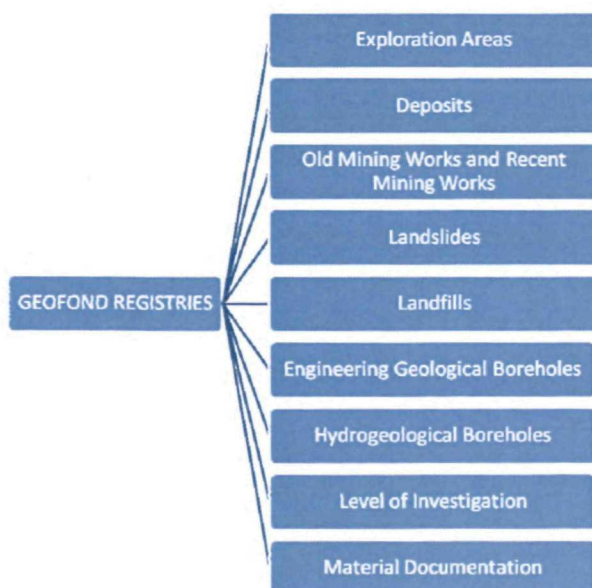 Exploration Areas
Deposits
Old Mining Works and Recent
Mining Works
Landslides
GEOFOND REGISTRIES
Landfills
Engineering Geological Boreholes
Hydrogeological Boreholes
Level of Investigation
Material Documentation